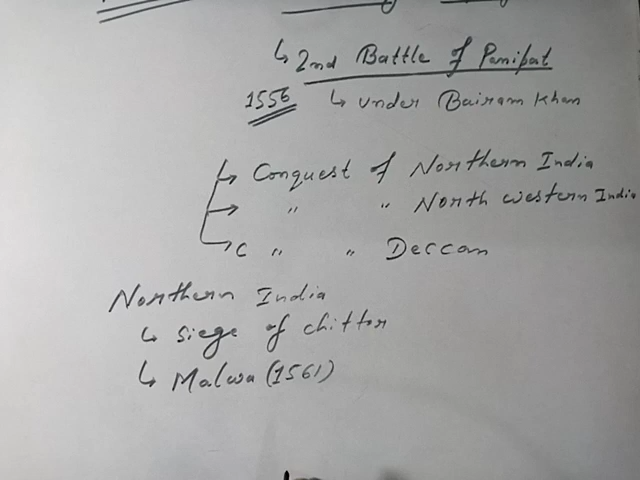 ↳ 2nd Battle of Panipat
1556 ↳ under Bairam Khan
→ Conquest of Northern India
→ " " North western India
→ C " " Deccan
Northern India
↳ siege of chittor
↳ Malwa (1561)